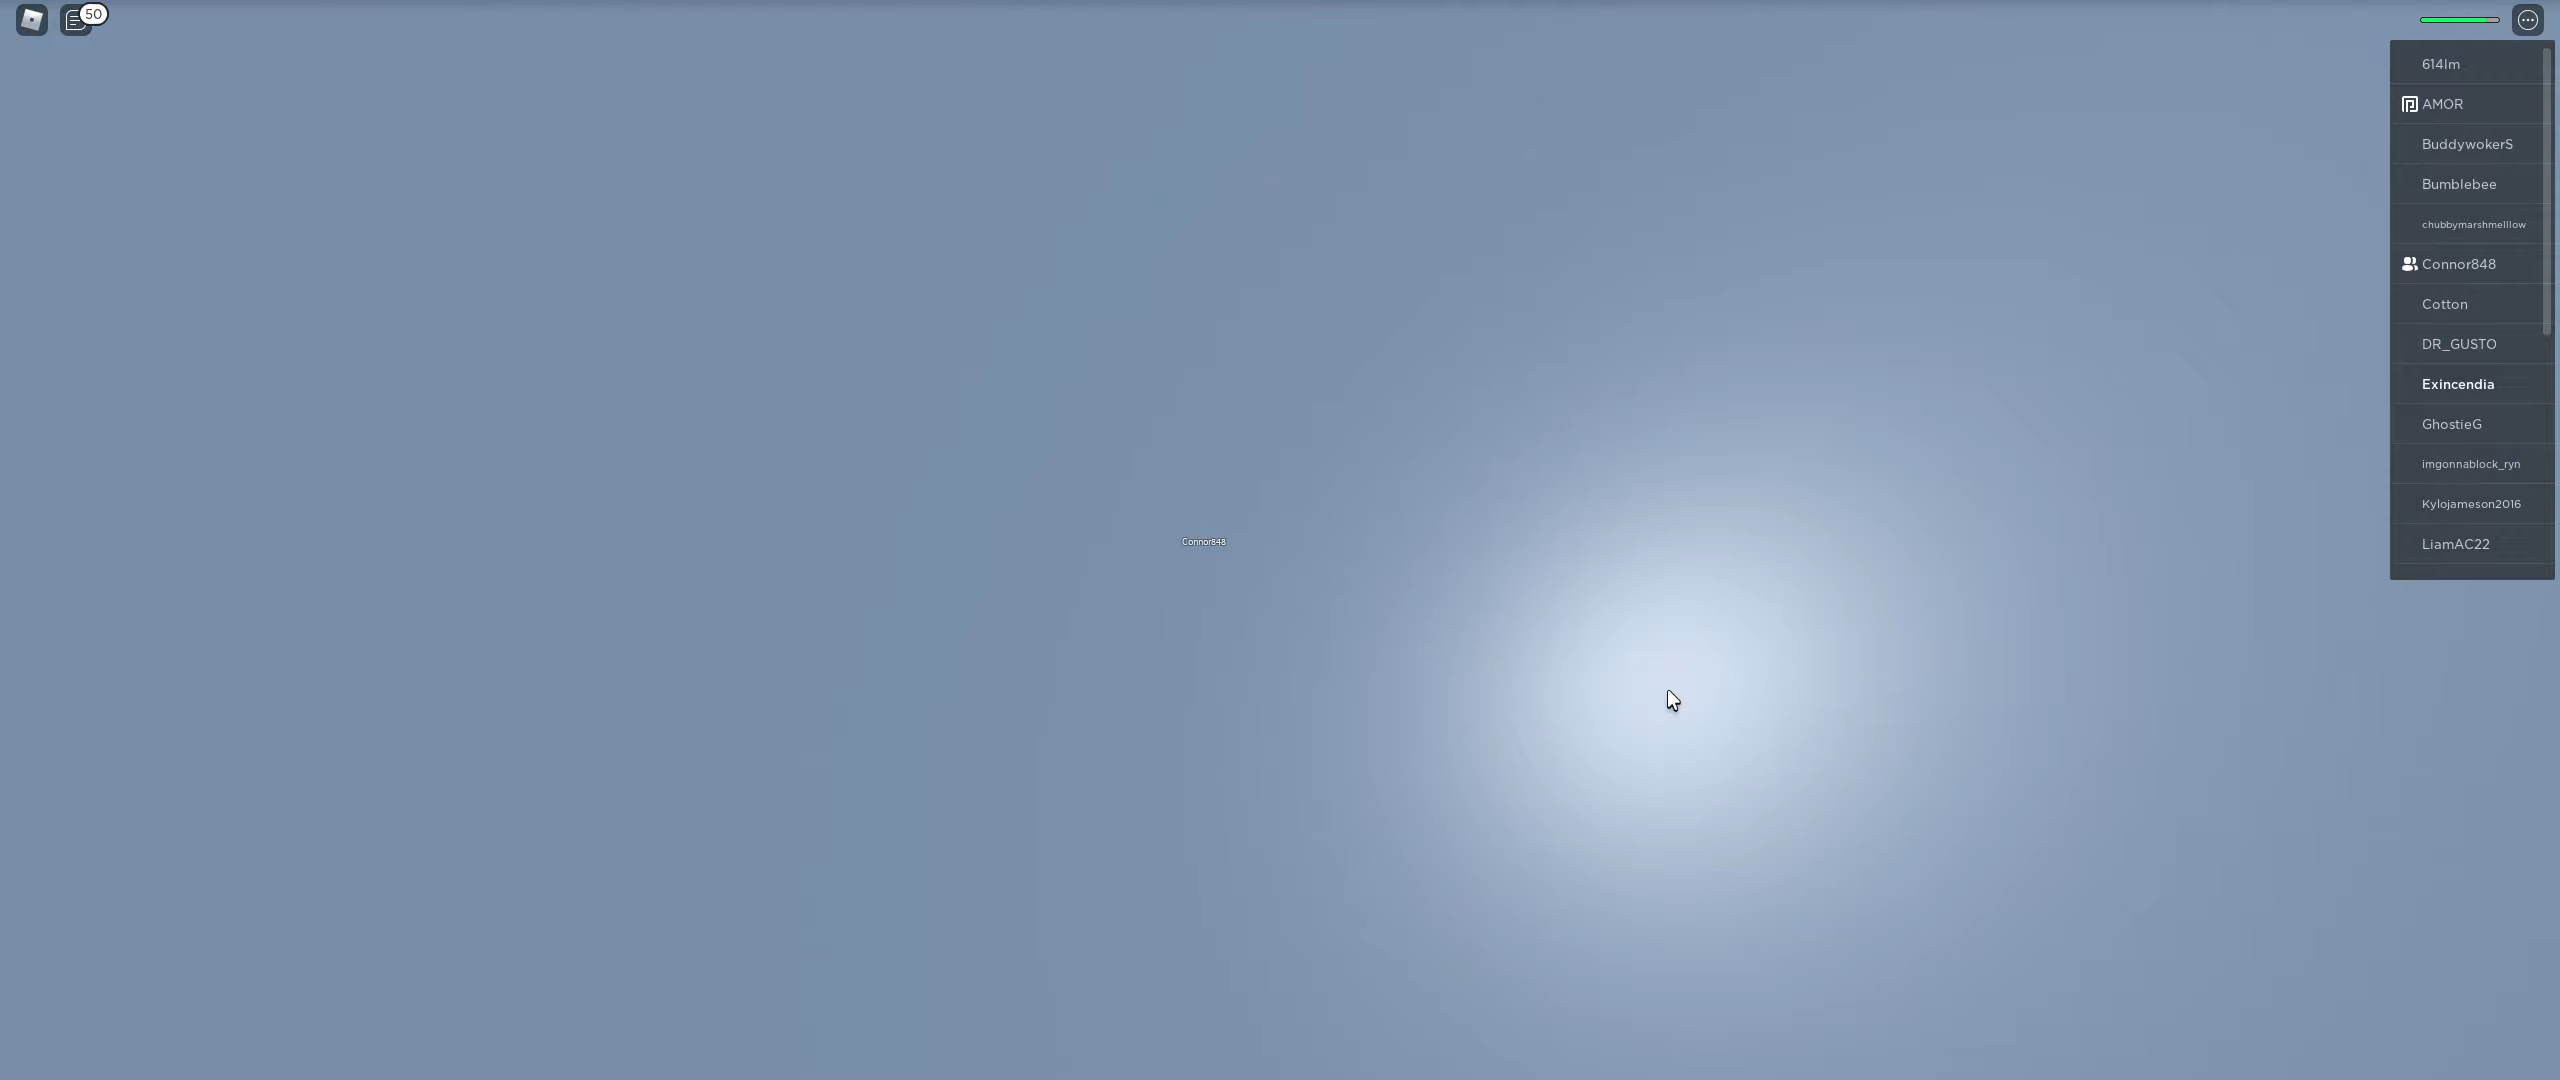 50
614lm
AMOR
BuddywokerS
Bumblebee
chubbymarshmelllow
Connor848
Cotton
DR_GUSTO
Exincendia
GhostieG
imgonnablock_ryn
Kylojameson2016
Connor848
LiamAC22